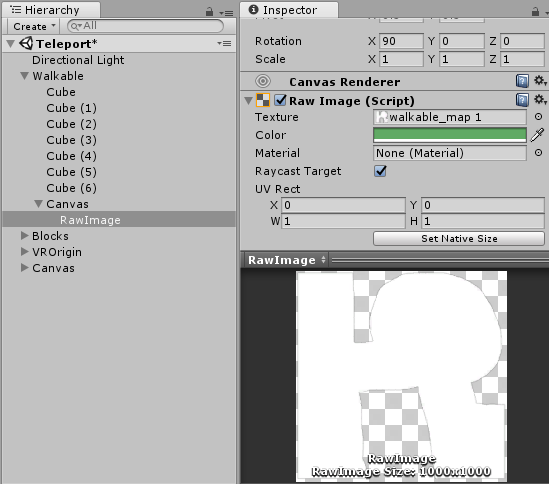 Hierarchy
Create
All
Teleport*
Directional Light
Walkable
Cube
Cube (1)
Cube (2)
Cube (3)
Cube (4)
Cube (5)
Cube (6)
Canvas
RawImage
Blocks
VROrigin
Canvas
Inspector
Rotation X 90 Y 0 Z 0
Scale X 1 Y 1 Z 1
Canvas Renderer
Raw Image (Script)
Texture walkable_map 1
Color
Material None (Material)
Raycast Target
UV Rect
X 0 Y 0
W 1 H 1
Set Native Size
RawImage
RawImage
RawImage Size: 1000x1000